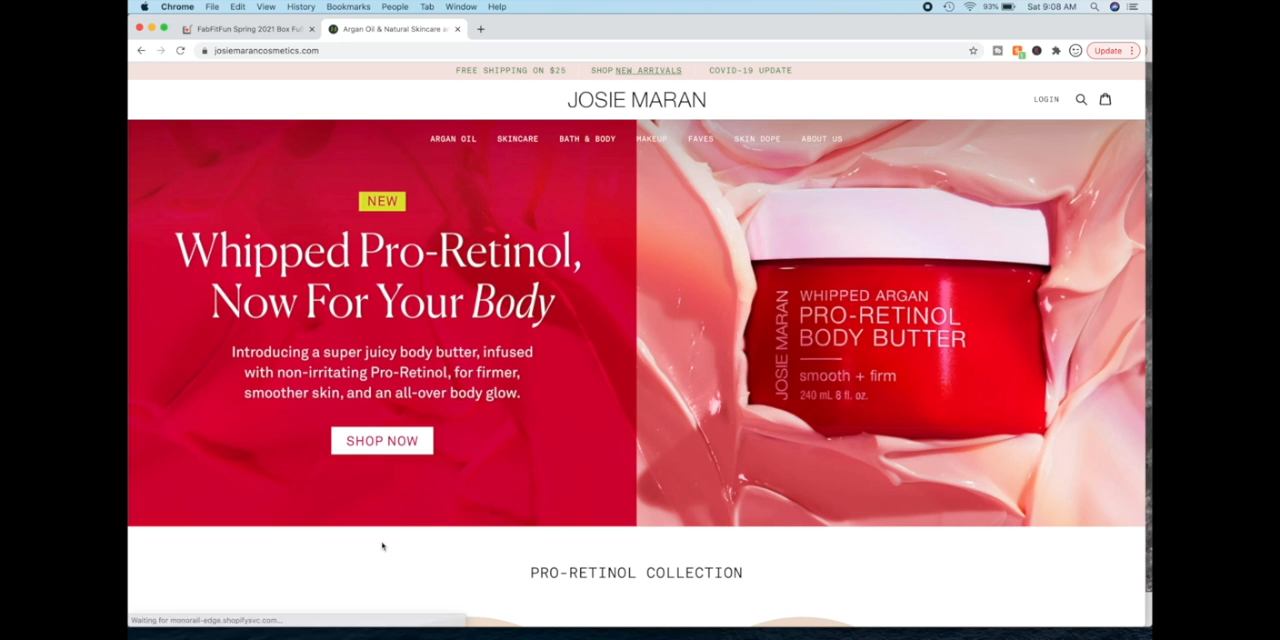 Chrome File Edit View History Bookmarks People Tab Window Help
93% Sat 9:08 AM
FabFitFun Spring 2021 Box Ful
Argan Oil & Natural Skincare
josiemarancosmetics.com
Update
FREE SHIPPING ON $25 SHOP NEW ARRIVALS COVID-19 UPDATE
JOSIE MARAN
LOGIN
ARGAN OIL SKINCARE BATH & BODY MAKEUP FAVES SKIN DOPE ABOUT US
NEW
Whipped Pro-Retinol,
Now For Your Body
Introducing a super juicy body butter, infused
with non-irritating Pro-Retinol, for firmer,
smoother skin, and an all-over body glow.
SHOP NOW
JOSIE MARAN
WHIPPED ARGAN
PRO-RETINOL
BODY BUTTER
smooth + firm
240 mL 8 fl. oz.
PRO-RETINOL COLLECTION
Waiting for monorail-edge.shopifysvc.com...